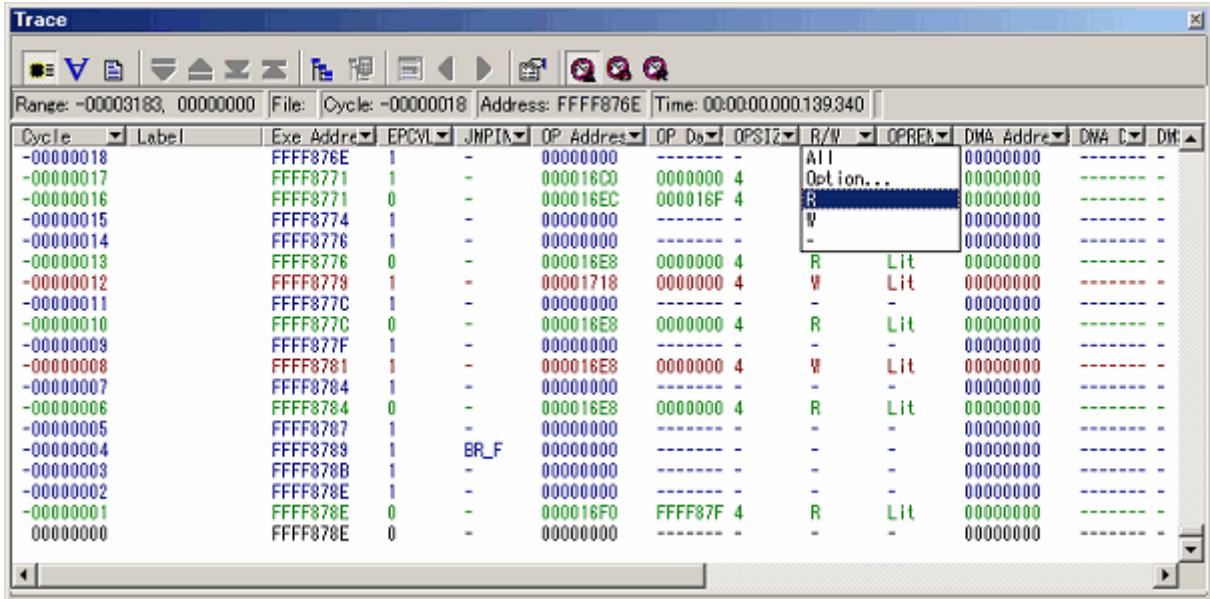 Trace
Range: -00003183, 00000000 File: Cycle: -00000018 Address: FFFF876E Time: 00:00:00.000.139.340
Cycle Label Exe Addre EPCVL JMPIN OP Addres OP Da OPSIZ R/W OPREN DMA Addre DMA D DM
-00000018 FFFF876E 1 - 00000000 ------- - All 00000000 ------- -
-00000017 FFFF8771 1 - 000016C0 0000000 4 Option... 00000000 ------- -
-00000016 FFFF8771 0 - 000016EC 000016F 4 R 00000000 ------- -
-00000015 FFFF8774 1 - 00000000 ------- - W 00000000 ------- -
-00000014 FFFF8776 1 - 00000000 ------- - - 00000000 ------- -
-00000013 FFFF8776 0 - 000016E8 0000000 4 R Lit 00000000 ------- -
-00000012 FFFF8779 1 - 00001718 0000000 4 W Lit 00000000 ------- -
-00000011 FFFF877C 1 - 00000000 ------- - - - 00000000 ------- -
-00000010 FFFF877C 0 - 000016E8 0000000 4 R Lit 00000000 ------- -
-00000009 FFFF877F 1 - 00000000 ------- - - - 00000000 ------- -
-00000008 FFFF8781 1 - 000016E8 0000000 4 W Lit 00000000 ------- -
-00000007 FFFF8784 1 - 00000000 ------- - - - 00000000 ------- -
-00000006 FFFF8784 0 - 000016E8 0000000 4 R Lit 00000000 ------- -
-00000005 FFFF8787 1 - 00000000 ------- - - - 00000000 ------- -
-00000004 FFFF8789 1 BR_F 00000000 ------- - - - 00000000 ------- -
-00000003 FFFF878B 1 - 00000000 ------- - - - 00000000 ------- -
-00000002 FFFF878E 1 - 00000000 ------- - - - 00000000 ------- -
-00000001 FFFF878E 0 - 000016F0 FFFF87F 4 R Lit 00000000 ------- -
00000000 FFFF878E 0 - 00000000 ------- - - - 00000000 ------- -